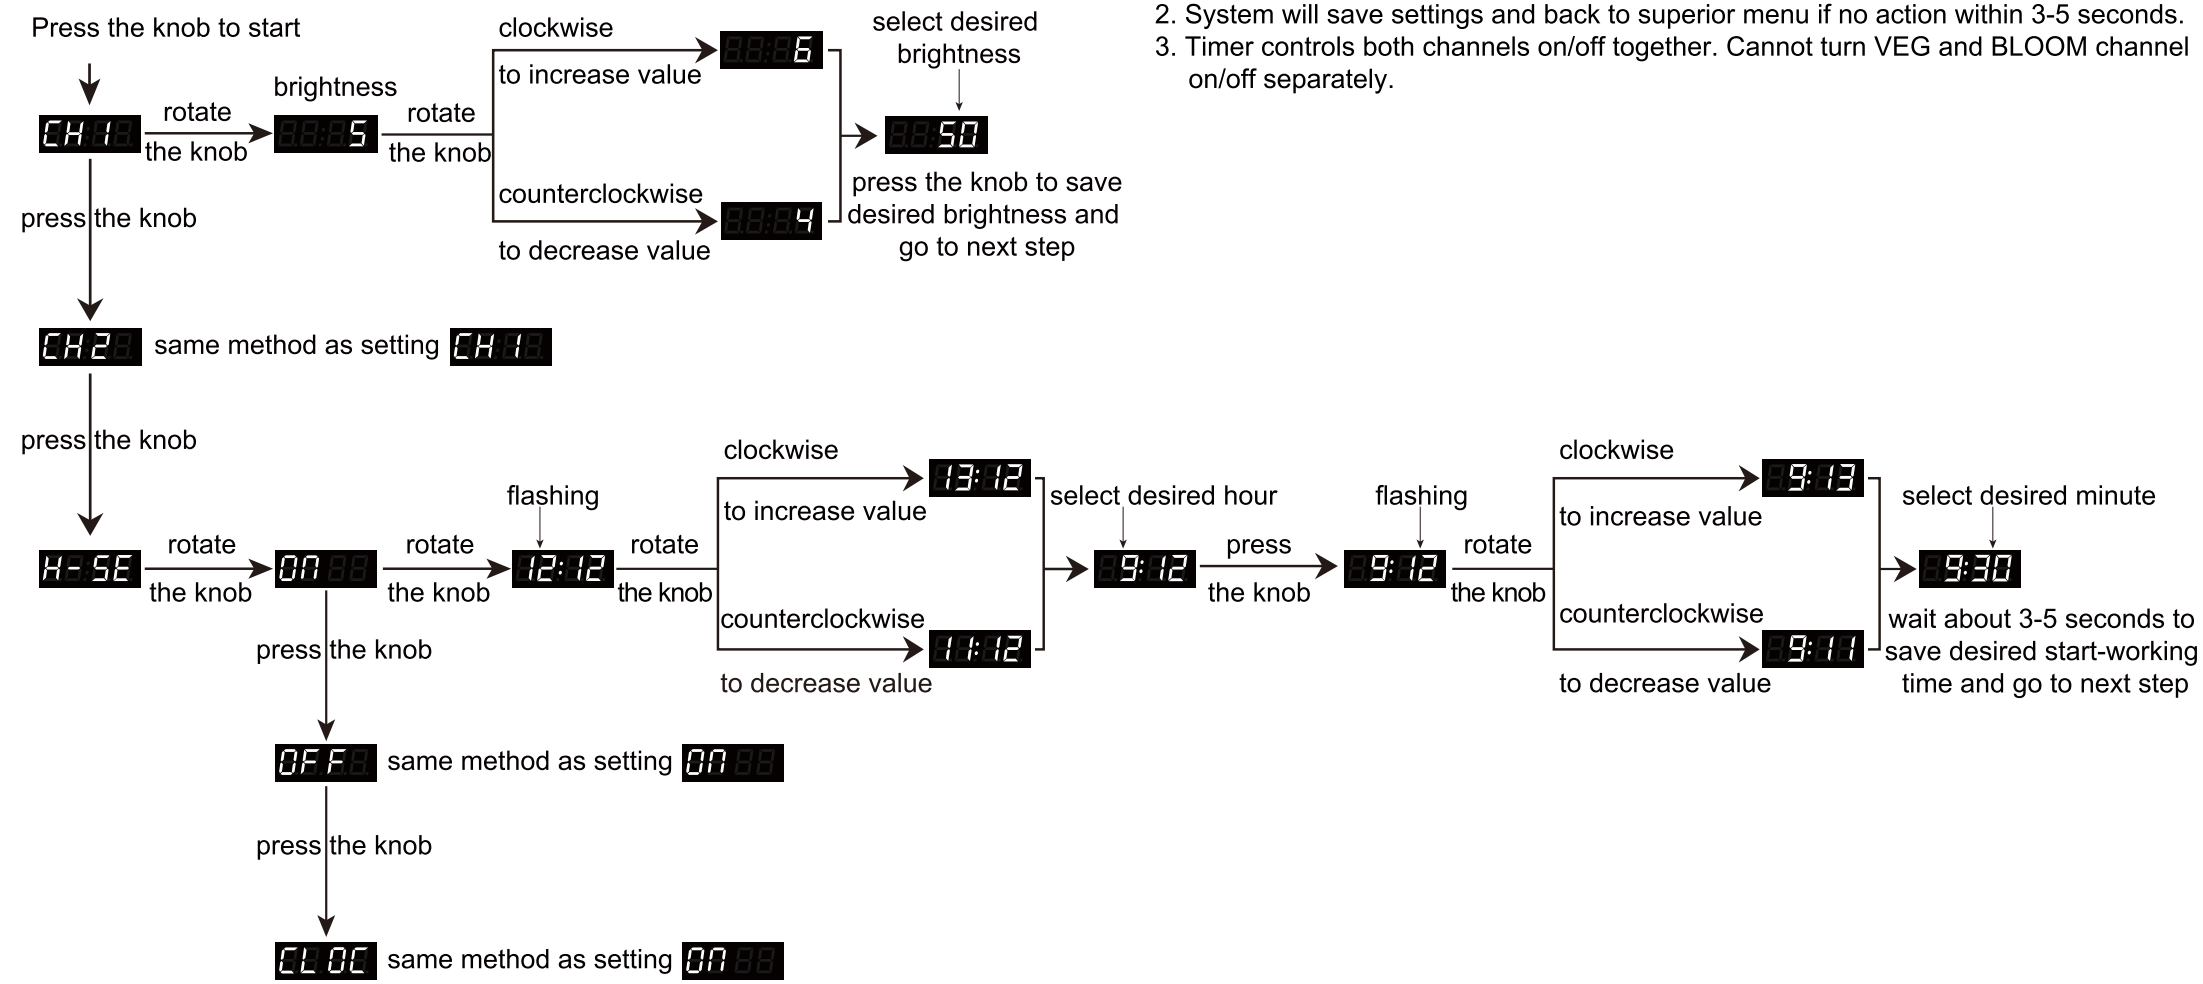 Press the knob to start
clockwise
select desired
brightness
2. System will save settings and back to superior menu if no action within 3-5 seconds.
3. Timer controls both channels on/off together. Cannot turn VEG and BLOOM channel
on/off separately.
6
to increase value
brightness
CH1
rotate
the knob
5
rotate
the knob
50
counterclockwise
4
to decrease value
press the knob to save
desired brightness and
go to next step
press the knob
CH2 same method as setting CH1
press the knob
H-SE
rotate
the knob
ON
rotate
the knob
flashing
12:12
rotate
the knob
clockwise
13:12
to increase value
counterclockwise
11:12
to decrease value
select desired hour
9:12
press
the knob
flashing
9:12
rotate
the knob
clockwise
9:13
to increase value
counterclockwise
9:11
to decrease value
select desired minute
9:30
wait about 3-5 seconds to
save desired start-working
time and go to next step
press the knob
OFF same method as setting ON
press the knob
CLOC same method as setting ON